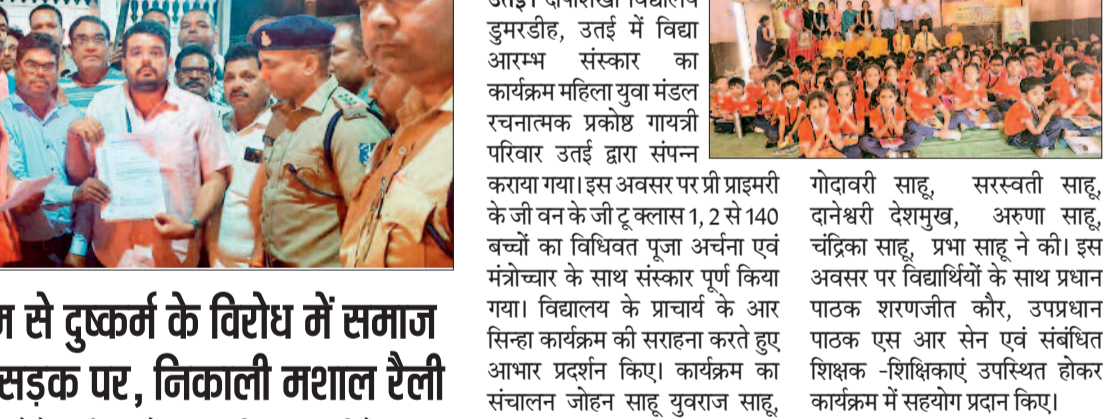 से दुष्कर्म के विरोध में समाज
सड़क पर, निकाली मशाल रैली
उतई। दीपशिखा विद्यालय
डुमरडीह, उतई में विद्या
आरम्भ संस्कार का
कार्यक्रम महिला युवा मंडल
रचनात्मक प्रकोष्ठ गायत्री
परिवार उतई द्वारा संपन्न
कराया गया। इस अवसर पर प्री प्राइमरी
के जी वन के जी टू क्लास 1, 2 से 140
बच्चों का विधिवत पूजा अर्चना एवं
मंत्रोच्चार के साथ संस्कार पूर्ण किया
गया। विद्यालय के प्राचार्य के आर
सिन्हा कार्यक्रम की सराहना करते हुए
आभार प्रदर्शन किए। कार्यक्रम का
संचालन जोहन साहू युवराज साहू,
गोदावरी साहू, सरस्वती साहू,
दानेश्वरी देशमुख, अरुणा साहू,
चंद्रिका साहू, प्रभा साहू ने की। इस
अवसर पर विद्यार्थियों के साथ प्रधान
पाठक शरणजीत कौर, उपप्रधान
पाठक एस आर सेन एवं संबंधित
शिक्षक -शिक्षिकाएं उपस्थित होकर
कार्यक्रम में सहयोग प्रदान किए।